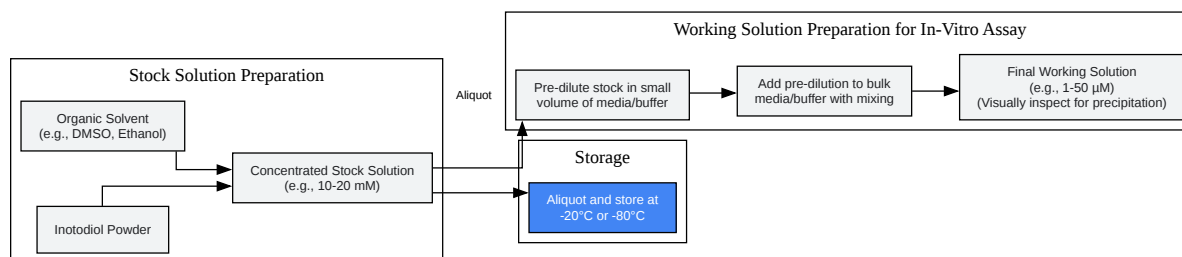 Stock Solution Preparation
Organic Solvent
(e.g., DMSO, Ethanol)
Inotodiol Powder
Concentrated Stock Solution
(e.g., 10-20 mM)
Aliquot
Working Solution Preparation for In-Vitro Assay
Pre-dilute stock in small
volume of media/buffer
Add pre-dilution to bulk
media/buffer with mixing
Final Working Solution
(e.g., 1-50 µM)
(Visually inspect for precipitation)
Storage
Aliquot and store at
-20°C or -80°C